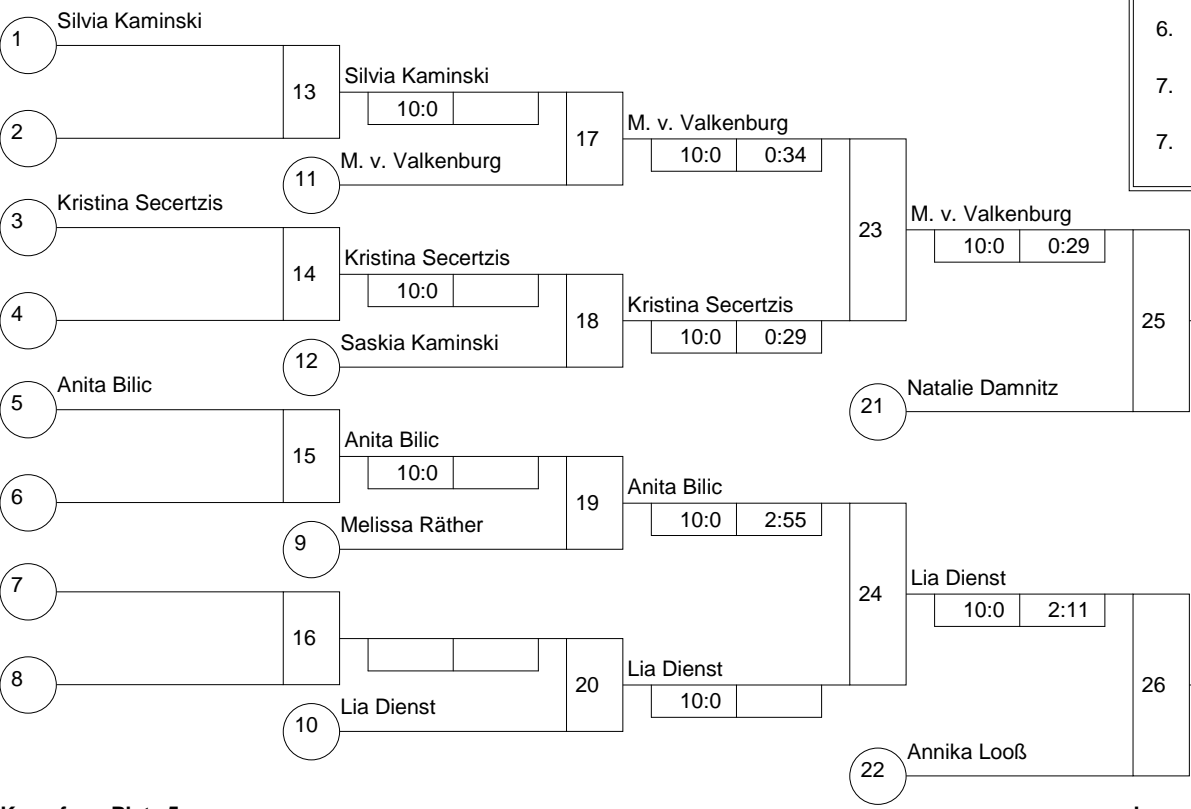 Silvia Kaminski
1
6.
13
Silvia Kaminski
10:0
7.
2
17
M. v. Valkenburg
10:0 0:34
7.
11
M. v. Valkenburg
3
Kristina Secertzis
23
M. v. Valkenburg
10:0 0:29
14
Kristina Secertzis
10:0
4
18
Kristina Secertzis
10:0 0:29
25
12
Saskia Kaminski
5
Anita Bilic
21
Natalie Damnitz
15
Anita Bilic
10:0
6
19
Anita Bilic
10:0 2:55
9
Melissa Räther
7
24
Lia Dienst
10:0 2:11
16
8
20
Lia Dienst
10:0
26
10
Lia Dienst
22
Annika Looß